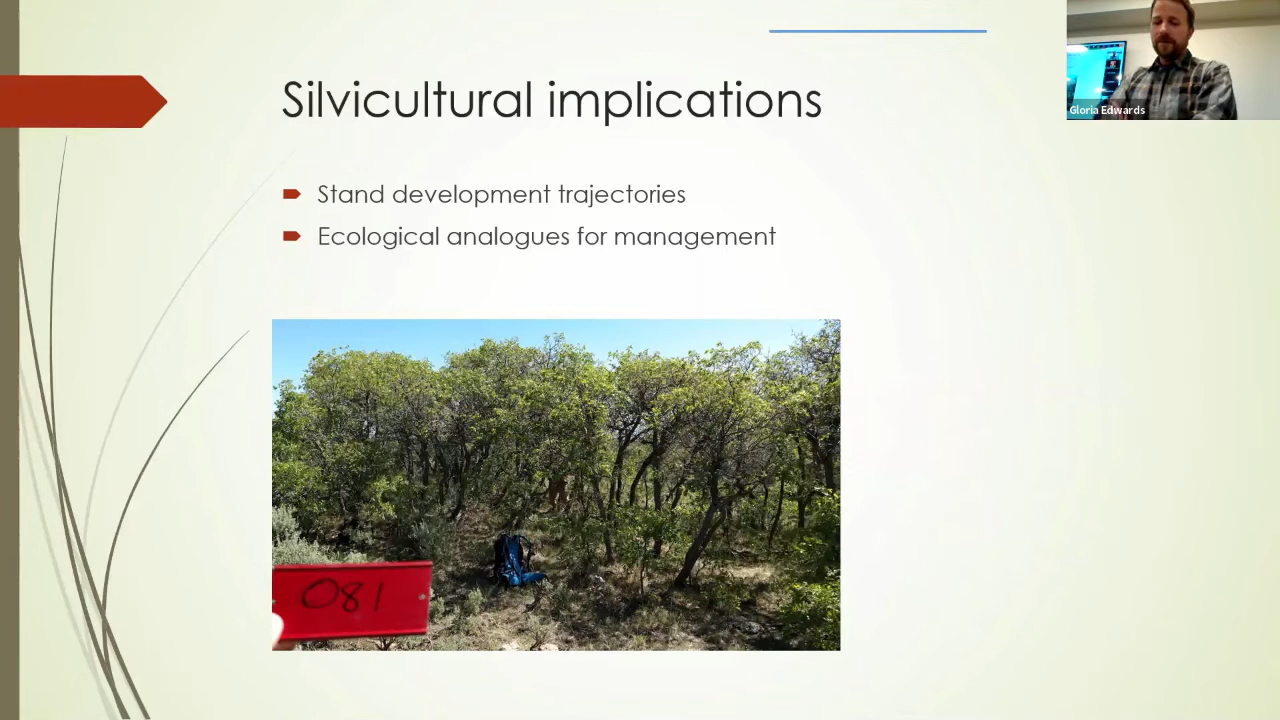 Silvicultural implications
Gloria Edwards
Stand development trajectories
Ecological analogues for management
081